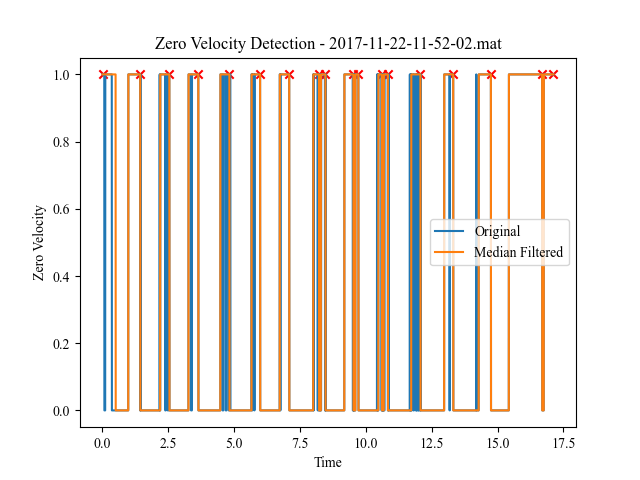 Zero Velocity Detection - 2017-11-22-11-52-02.mat
1.0
0.8
0.6
0.4
0.2
0.0
Zero Velocity
Original
Median Filtered
0.0 2.5 5.0 7.5 10.0 12.5 15.0 17.5
Time